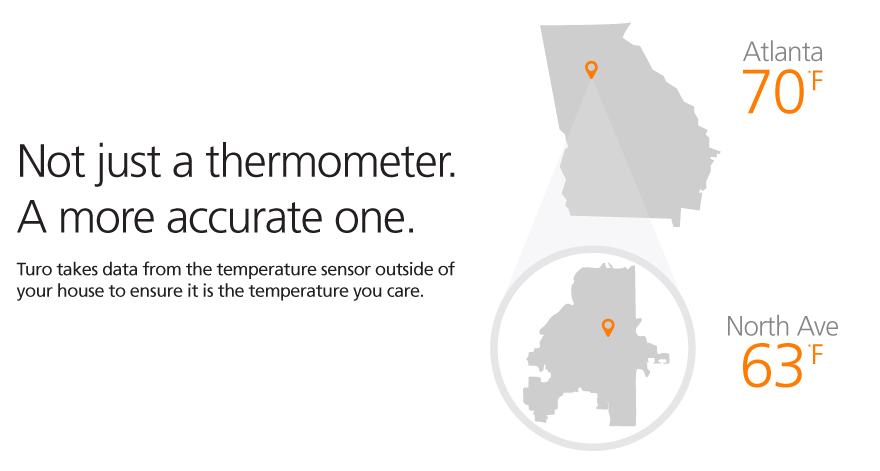 Not just a thermometer.
A more accurate one.
Turo takes data from the temperature sensor outside of
your house to ensure it is the temperature you care.
Atlanta
70°F
North Ave
63°F